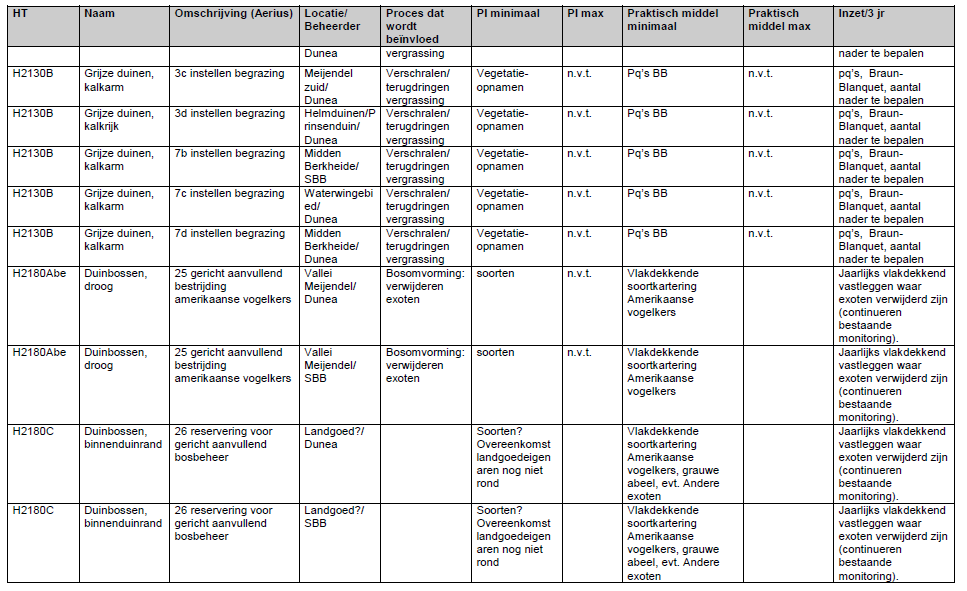 HT Naam Omschrijving (Aerius) Locatie/ Proces dat PI minimaal PI max Praktisch middel Praktisch Inzet/3 jr
Beheerder wordt minimaal middel max
beïnvloed
Dunea vergrassing nader te bepalen
H2130B Grijze duinen, 3c instellen begrazing Meijendel Verschralen/ Vegetatie- n.v.t. Pq's BB n.v.t. pq's, Braun-
kalkarm zuid/ terugdringen opnamen Blanquet, aantal
Dunea vergrassing nader te bepalen
H2130B Grijze duinen, 3d instellen begrazing Helmduinen/P Verschralen/ Vegetatie- n.v.t. Pq's BB n.v.t. pq's, Braun-
kalkrijk rinsenduin/ terugdringen opnamen Blanquet, aantal
Dunea vergrassing nader te bepalen
H2130B Grijze duinen, 7b instellen begrazing Midden Verschralen/ Vegetatie- n.v.t. Pq's BB n.v.t. pq's, Braun-
kalkarm Berkheide/ terugdringen opnamen Blanquet, aantal
SBB vergrassing nader te bepalen
H2130B Grijze duinen, 7c instellen begrazing Waterwingebi Verschralen/ Vegetatie- n.v.t. Pq's BB n.v.t. pq's, Braun-
kalkarm ed/ terugdringen opnamen Blanquet, aantal
Dunea vergrassing nader te bepalen
H2130B Grijze duinen, 7d instellen begrazing Midden Verschralen/ Vegetatie- n.v.t. Pq's BB n.v.t. pq's, Braun-
kalkarm Berkheide/ terugdringen opnamen Blanquet, aantal
Dunea vergrassing nader te bepalen
H2180Abe Duinbossen, 25 gericht aanvullend Vallei Bosomvorming: soorten n.v.t. Vlakdekkende Jaarlijks vlakdekkend
droog bestrijding Meijendel/ verwijderen soortkartering vastleggen waar
amerikaanse vogelkers Dunea exoten Amerikaanse exoten verwijderd zijn
vogelkers (continueren
bestaande
monitoring).
H2180Abe Duinbossen, 25 gericht aanvullend Vallei Bosomvorming: soorten n.v.t. Vlakdekkende Jaarlijks vlakdekkend
droog bestrijding Meijendel/ verwijderen soortkartering vastleggen waar
amerikaanse vogelkers SBB exoten Amerikaanse exoten verwijderd zijn
vogelkers (continueren
bestaande
monitoring).
H2180C Duinbossen, 26 reservering voor Landgoed?/ Soorten? Vlakdekkende Jaarlijks vlakdekkend
binnenduinrand gericht aanvullend Dunea Overeenkomst soortkartering vastleggen waar
bosbeheer landgoedeigen Amerikaanse exoten verwijderd zijn
aren nog niet vogelkers, grauwe (continueren
rond abeel, evt. Andere bestaande
exoten monitoring).
H2180C Duinbossen, 26 reservering voor Landgoed?/ Soorten? Vlakdekkende Jaarlijks vlakdekkend
binnenduinrand gericht aanvullend SBB Overeenkomst soortkartering vastleggen waar
bosbeheer landgoedeigen Amerikaanse exoten verwijderd zijn
aren nog niet vogelkers, grauwe (continueren
rond abeel, evt. Andere bestaande
exoten monitoring).